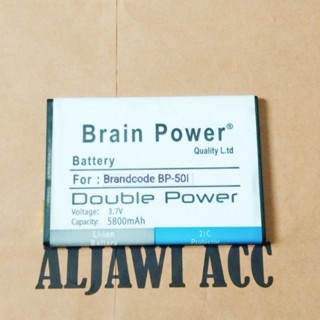 Brain Power®
Quality L.td
Battery
For : Brandcode BP-50I
Double Power
Voltage: 3.7V
Capacity: 5800mAh
Li-ion 2IC
Battery Protector
ALJAWI ACC